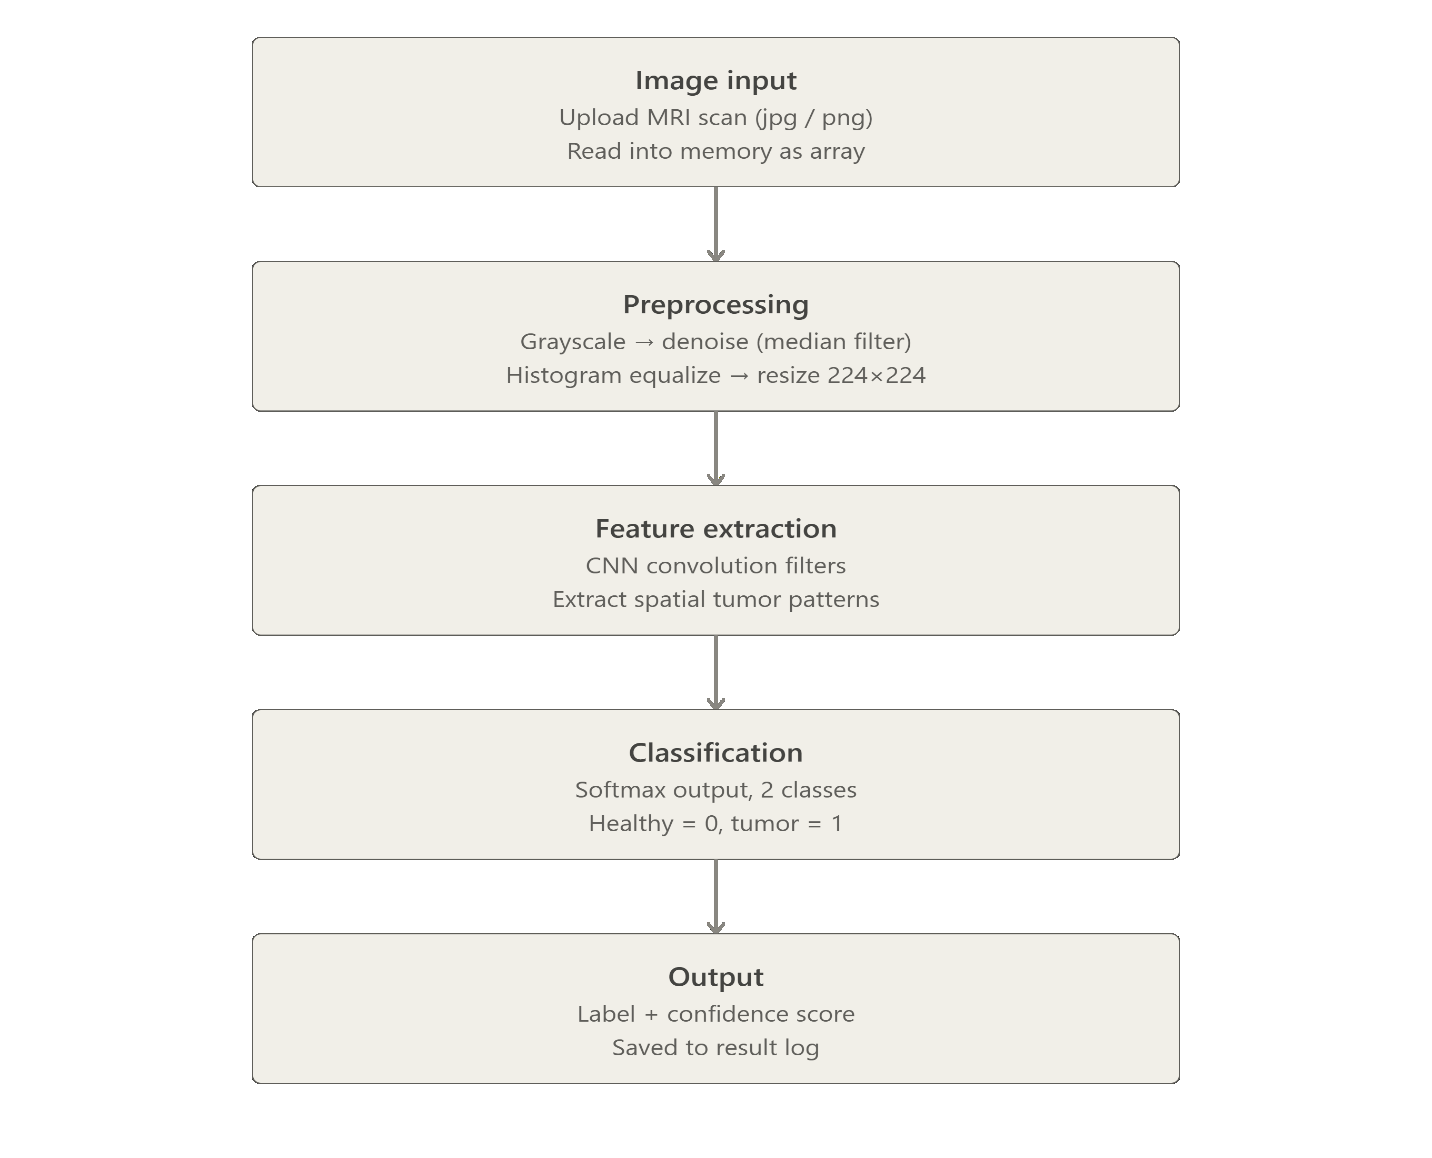 Image input
Upload MRI scan (jpg / png)
Read into memory as array
Preprocessing
Grayscale → denoise (median filter)
Histogram equalize → resize 224×224
Feature extraction
CNN convolution filters
Extract spatial tumor patterns
Classification
Softmax output, 2 classes
Healthy = 0, tumor = 1
Output
Label + confidence score
Saved to result log